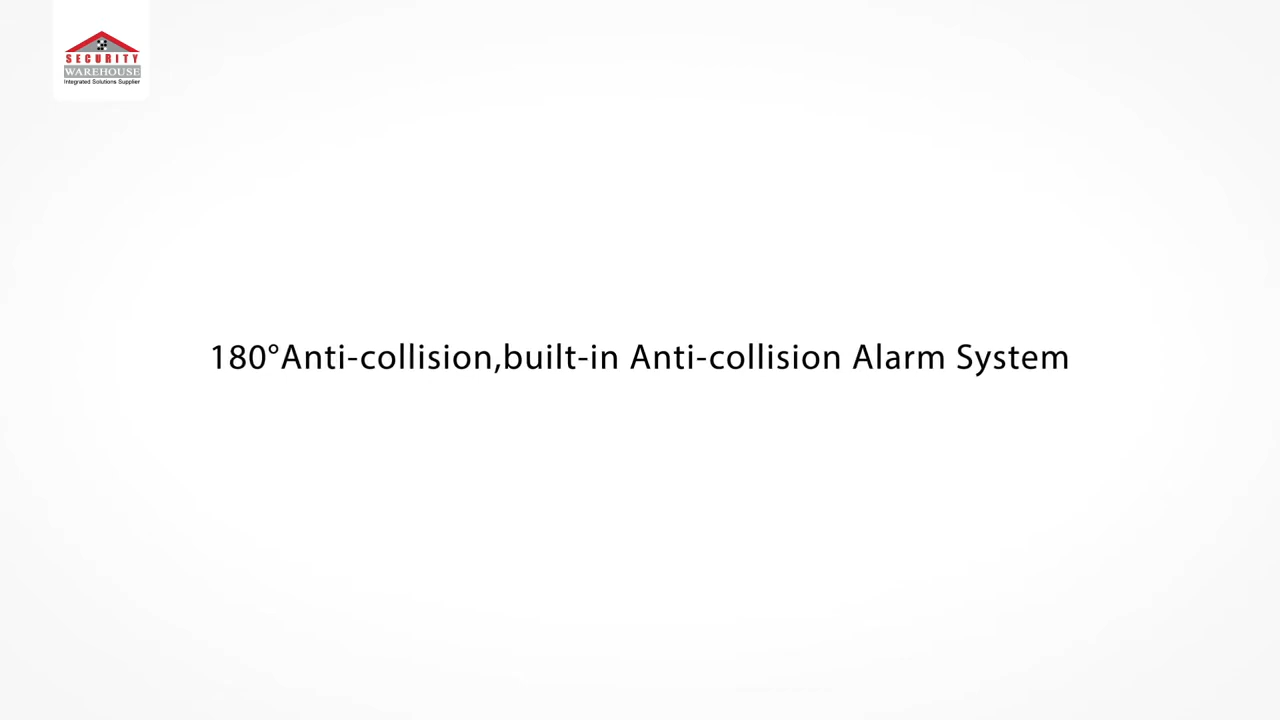 SECURITY
WAREHOUSE
Integrated Solutions Supplier
180°Anti-collision,built-in Anti-collision Alarm System